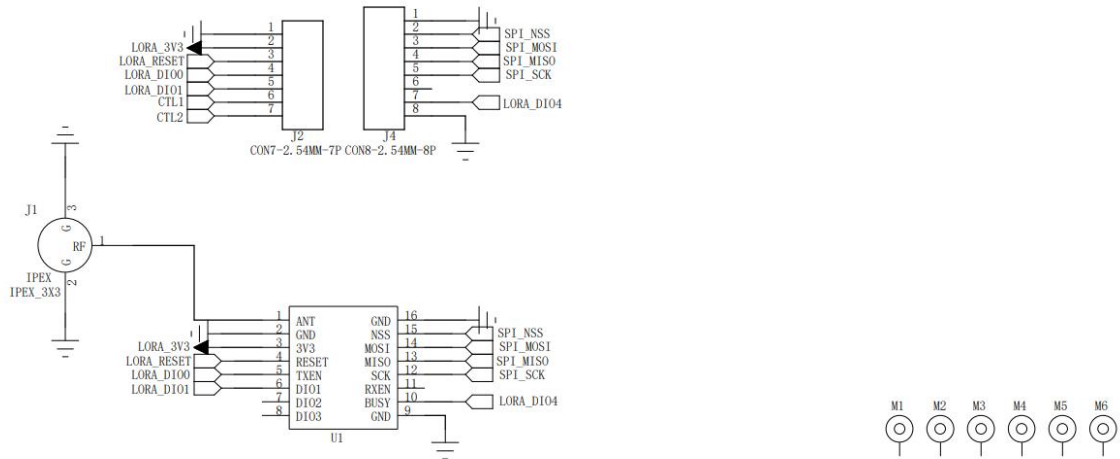 1
2
3
4
5
6
7
LORA_3V3
LORA_RESET
LORA_DIO0
LORA_DIO1
CTL1
CTL2
J2
CON7-2.54MM-7P
1
2
3
4
5
6
7
8
SPI_NSS
SPI_MOSI
SPI_MISO
SPI_SCK
LORA_DIO4
J4
CON8-2.54MM-8P
J1
3
G
RF
1
G
2
IPEX
IPEX_3X3
LORA_3V3
LORA_RESET
LORA_DIO0
LORA_DIO1
1 ANT
2 GND
3 3V3
4 RESET
5 TXEN
6 DIO1
7 DIO2
8 DIO3
GND 16
NSS 15
MOSI 14
MISO 13
SCK 12
RXEN 11
BUSY 10
GND 9
SPI_NSS
SPI_MOSI
SPI_MISO
SPI_SCK
LORA_DIO4
U1
M1 M2 M3 M4 M5 M6